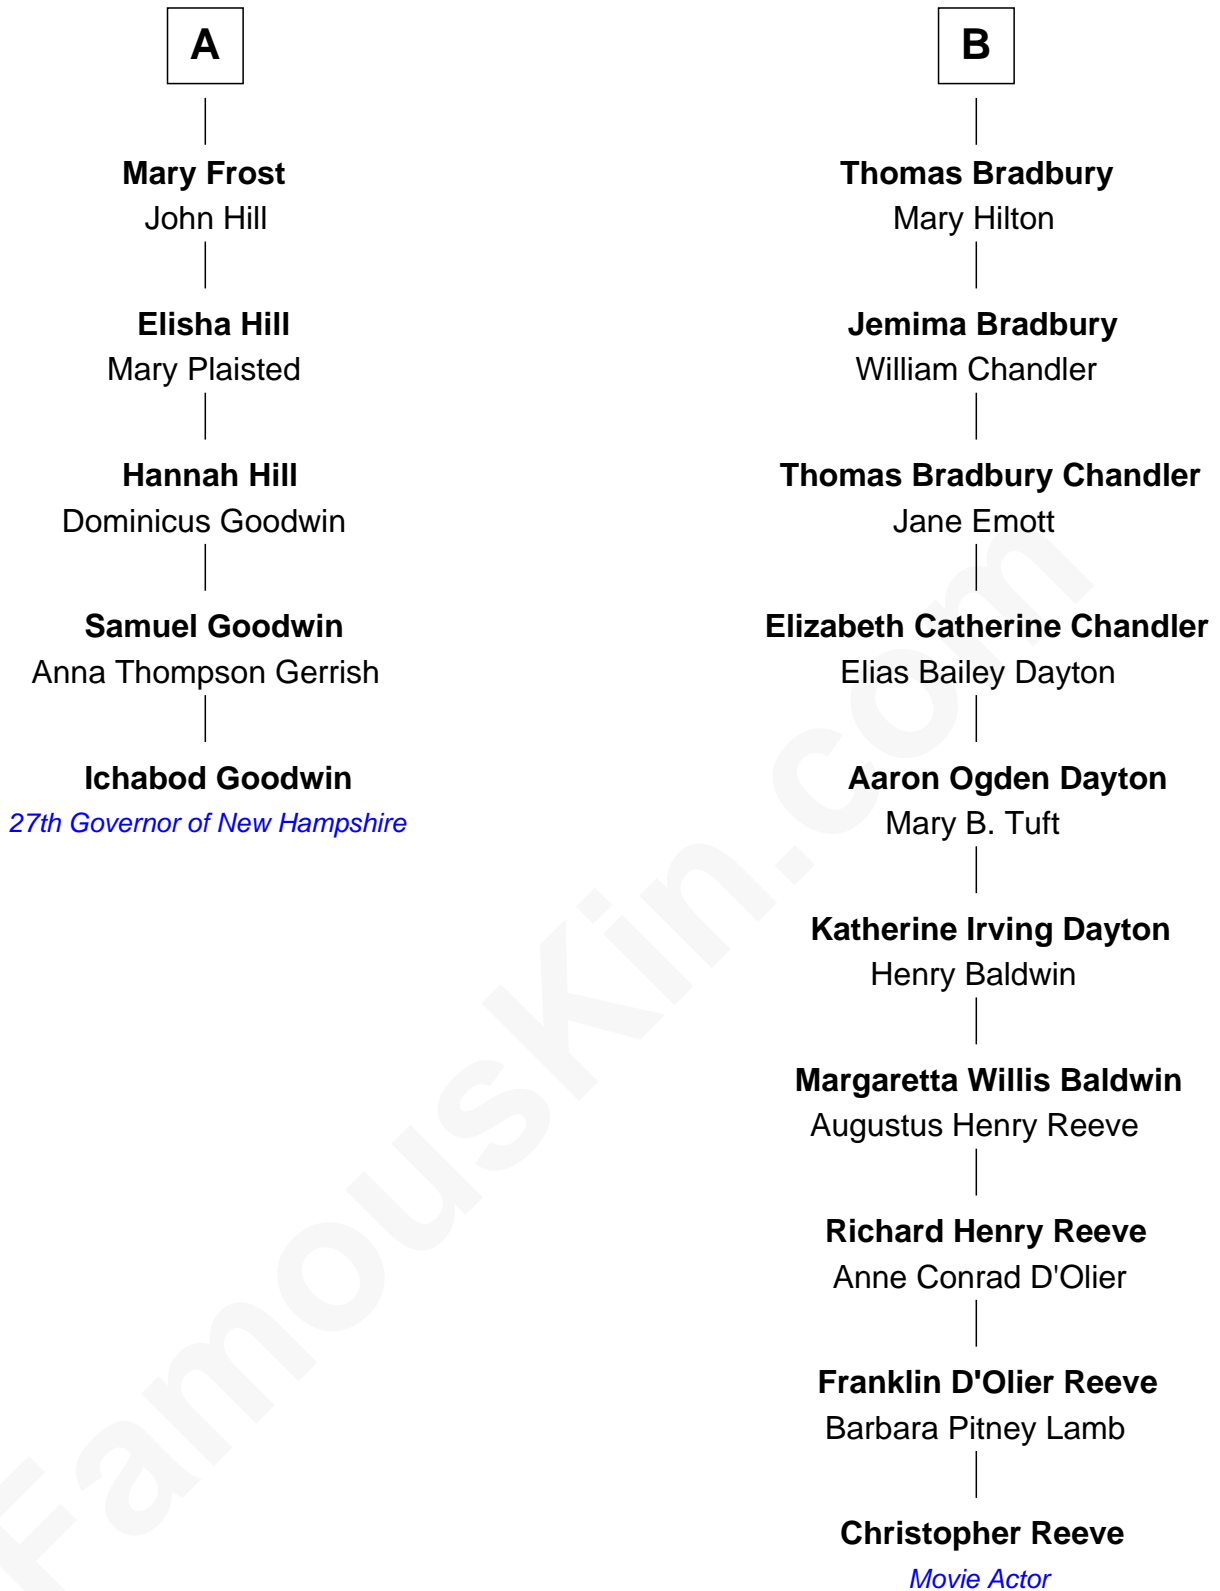 A
Mary Frost
John Hill
Elisha Hill
Mary Plaisted
Hannah Hill
Dominicus Goodwin
Samuel Goodwin
Anna Thompson Gerrish
Ichabod Goodwin
27th Governor of New Hampshire
B
Thomas Bradbury
Mary Hilton
Jemima Bradbury
William Chandler
Thomas Bradbury Chandler
Jane Emott
Elizabeth Catherine Chandler
Elias Bailey Dayton
Aaron Ogden Dayton
Mary B. Tuft
Katherine Irving Dayton
Henry Baldwin
Margaretta Willis Baldwin
Augustus Henry Reeve
Richard Henry Reeve
Anne Conrad D'Olier
Franklin D'Olier Reeve
Barbara Pitney Lamb
Christopher Reeve
Movie Actor
FamousKin.com